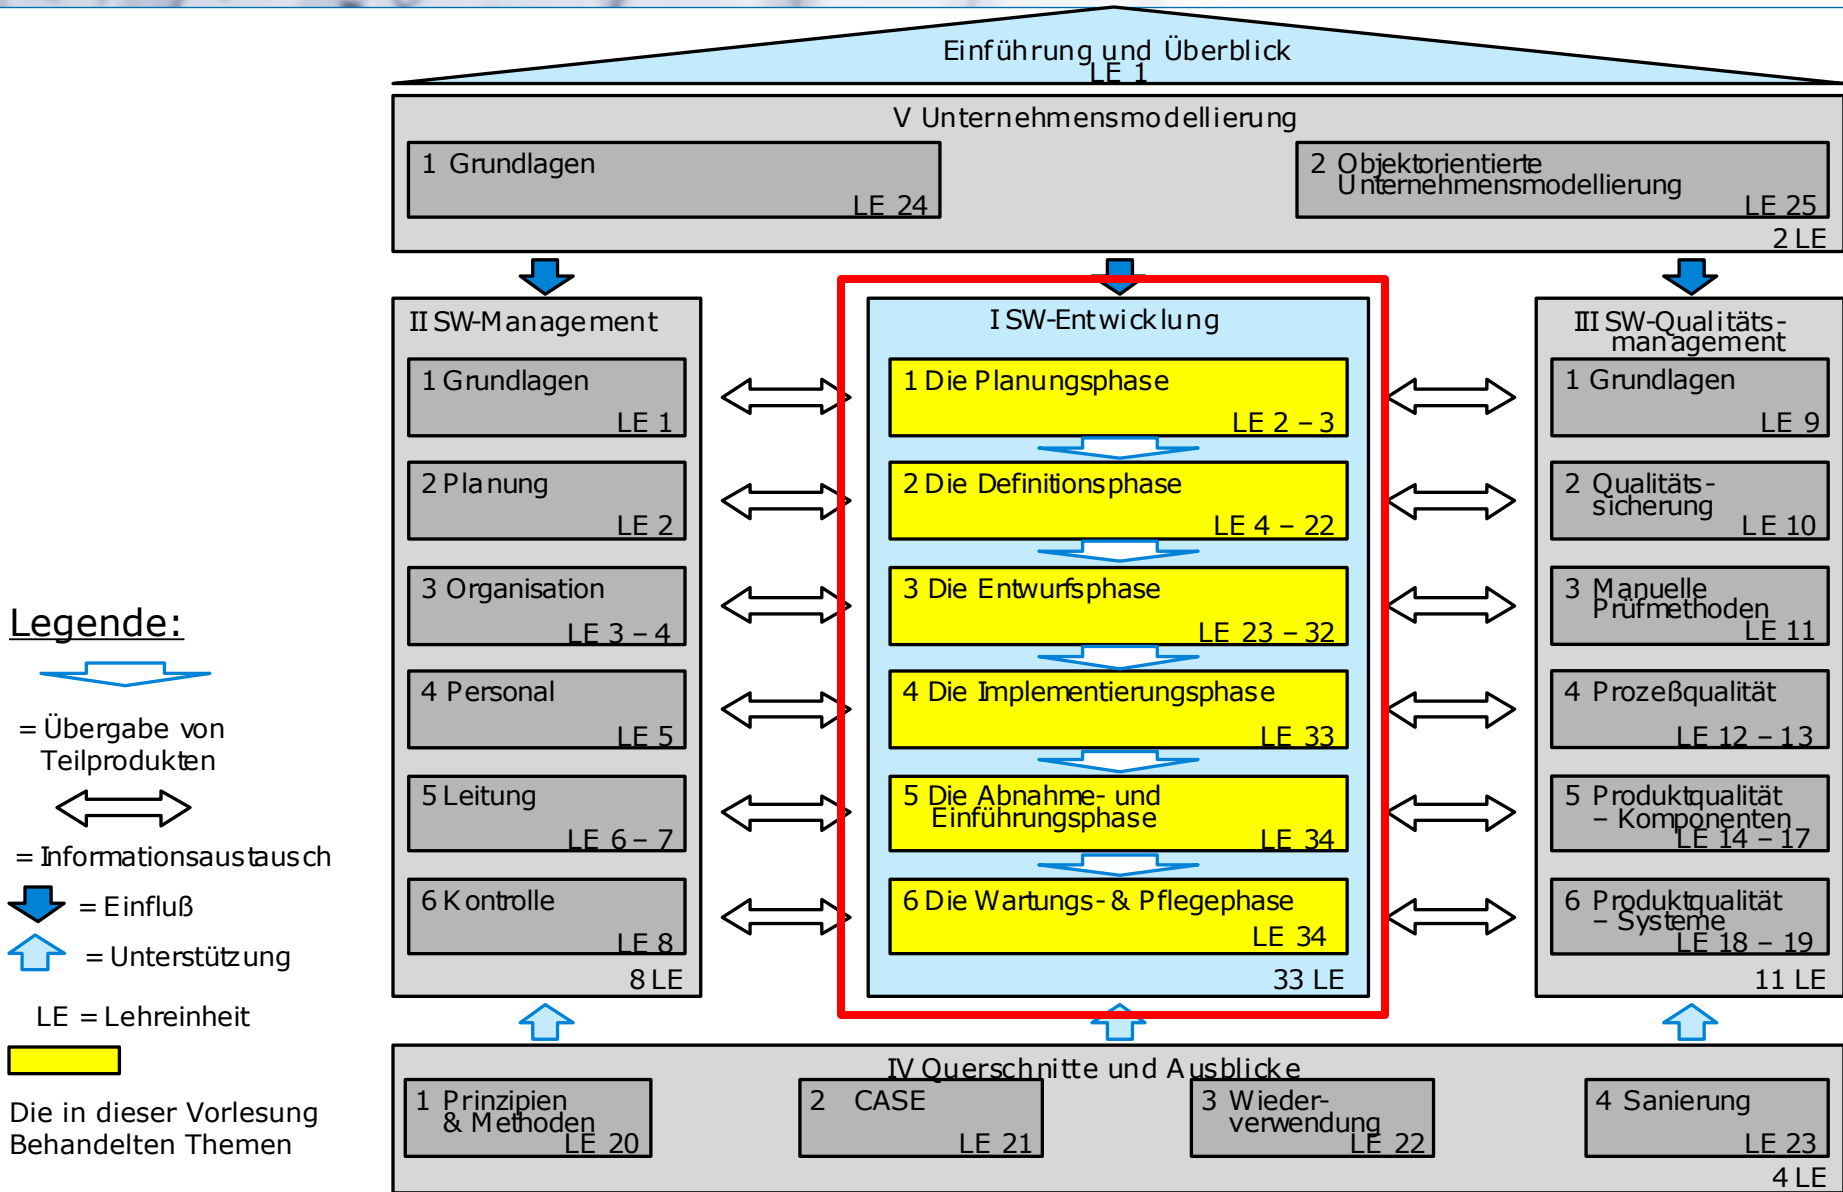 Einführung und Überblick
LE 1
V Unternehmensmodellierung
1 Grundlagen
LE 24
2 Objektorientierte
Unternehmensmodellierung
LE 25
2 LE
II SW-Management
1 Grundlagen
LE 1
2 Planung
LE 2
3 Organisation
LE 3 – 4
4 Personal
LE 5
5 Leitung
LE 6 – 7
6 Kontrolle
LE 8
8 LE
I SW-Entwicklung
1 Die Planungsphase
LE 2 – 3
2 Die Definitionsphase
LE 4 – 22
3 Die Entwurfsphase
LE 23 – 32
4 Die Implementierungsphase
LE 33
5 Die Abnahme- und
Einführungsphase
LE 34
6 Die Wartungs- & Pflegephase
LE 34
33 LE
III SW-Qualitäts-
management
1 Grundlagen
LE 9
2 Qualitäts-
sicherung
LE 10
3 Manuelle
Prüfmethoden
LE 11
4 Prozeßqualität
LE 12 – 13
5 Produktqualität
– Komponenten
LE 14 – 17
6 Produktqualität
– Systeme
LE 18 – 19
11 LE
IV Querschnitte und Ausblicke
1 Prinzipien
& Methoden
LE 20
2 CASE
LE 21
3 Wieder-
verwendung
LE 22
4 Sanierung
LE 23
4 LE
Legende:
= Übergabe von
Teilprodukten
= Informationsaustausch
= Einfluß
= Unterstützung
LE = Lehreinheit
Die in dieser Vorlesung
Behandelten Themen